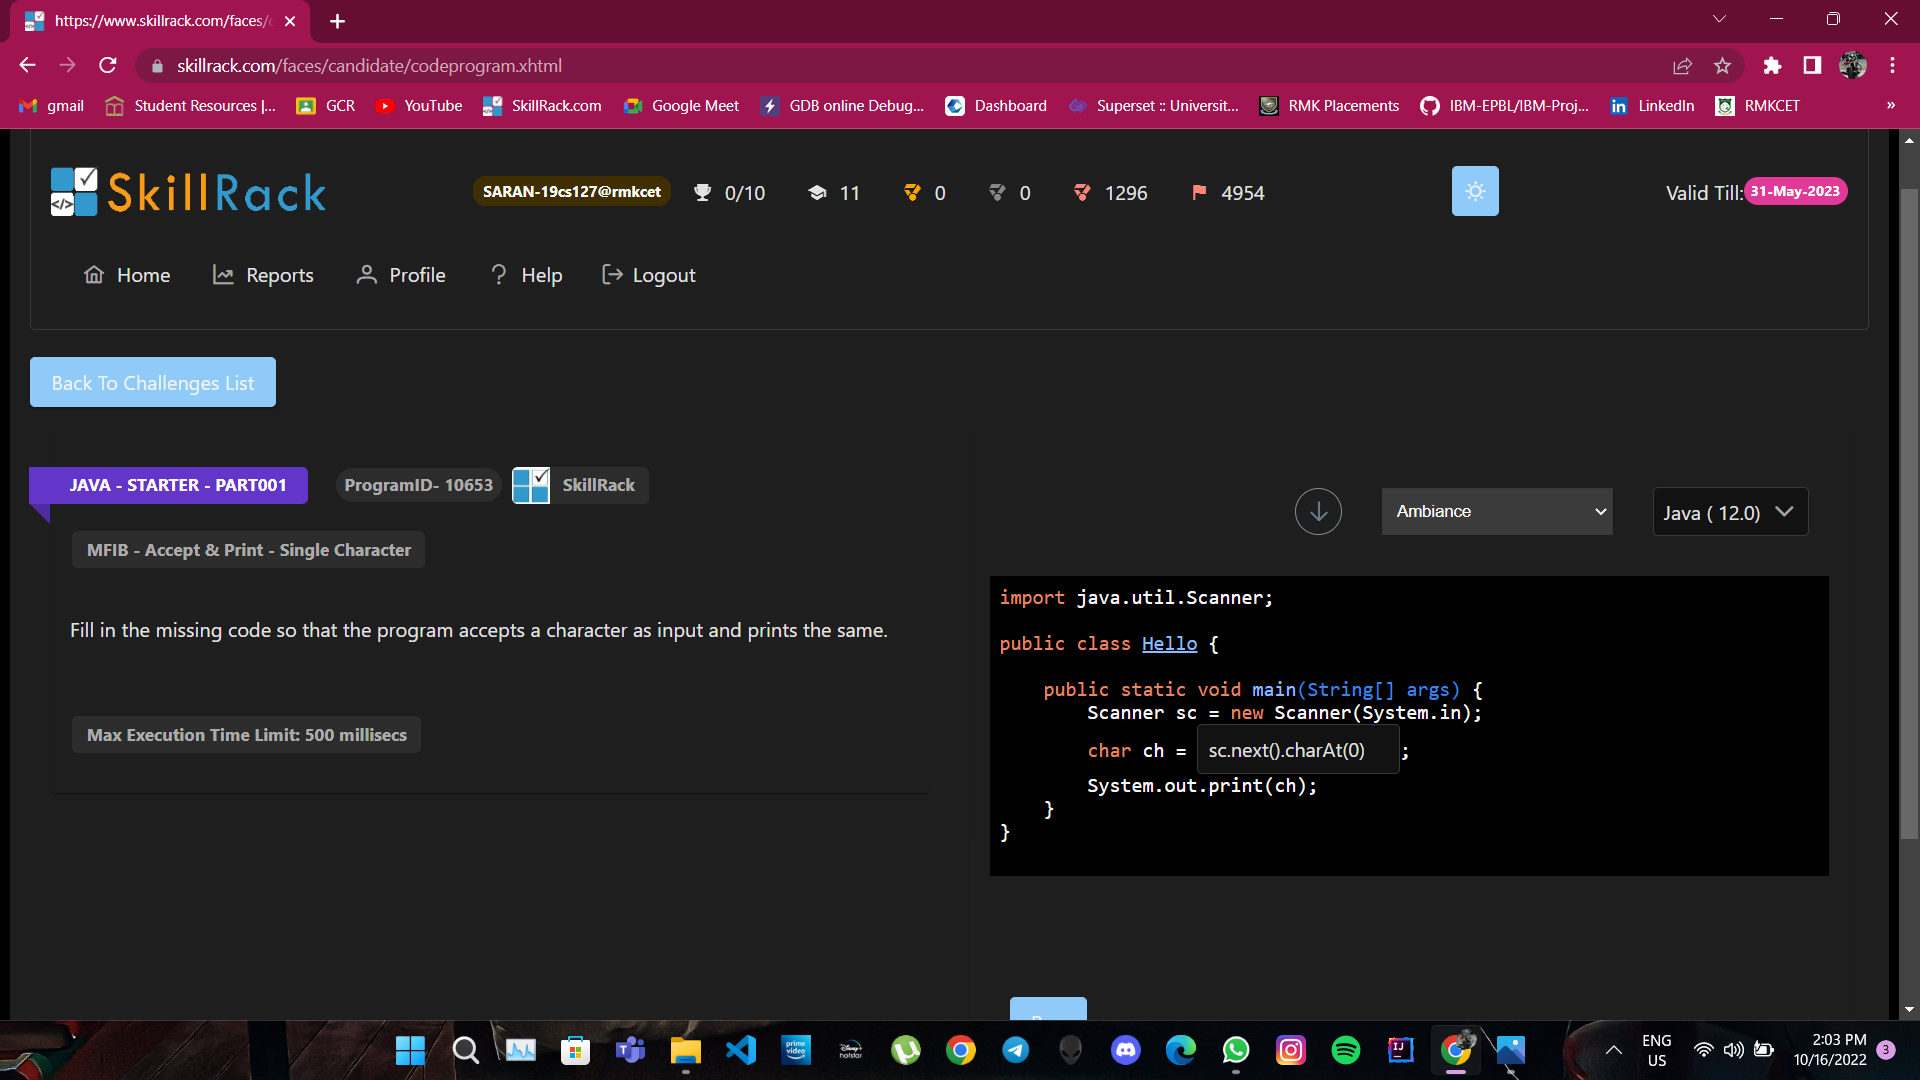 https://www.skillrack.com/faces/c
skillrack.com/faces/candidate/codeprogram.xhtml
gmail
Student Resources |...
GCR
YouTube
SkillRack.com
Google Meet
GDB online Debug...
Dashboard
Superset :: Universit...
RMK Placements
IBM-EPBL/IBM-Proj...
LinkedIn
RMKCET
»
SkillRack
SARAN-19cs127@rmkcet
0/10
11
0
0
1296
4954
Valid Till: 31-May-2023
Home
Reports
Profile
Help
Logout
Back To Challenges List
JAVA - STARTER - PART001
ProgramID- 10653
SkillRack
Ambiance
Java ( 12.0)
MFIB - Accept & Print - Single Character
Fill in the missing code so that the program accepts a character as input and prints the same.
Max Execution Time Limit: 500 millisecs
import java.util.Scanner;
public class Hello {
public static void main(String[] args) {
Scanner sc = new Scanner(System.in);
char ch = sc.next().charAt(0) ;
System.out.print(ch);
}
}
prime video
Disney+ hotstar
IJ
ENG
US
2:03 PM
10/16/2022
3